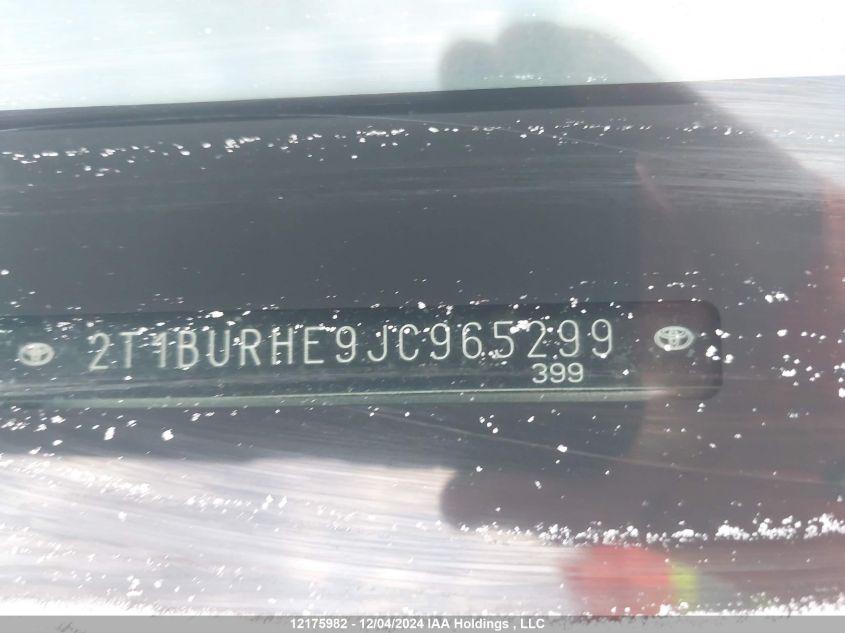 2T1BURHE9JC965299
399
12175982 - 12/04/2024 IAA Holdings , LLC